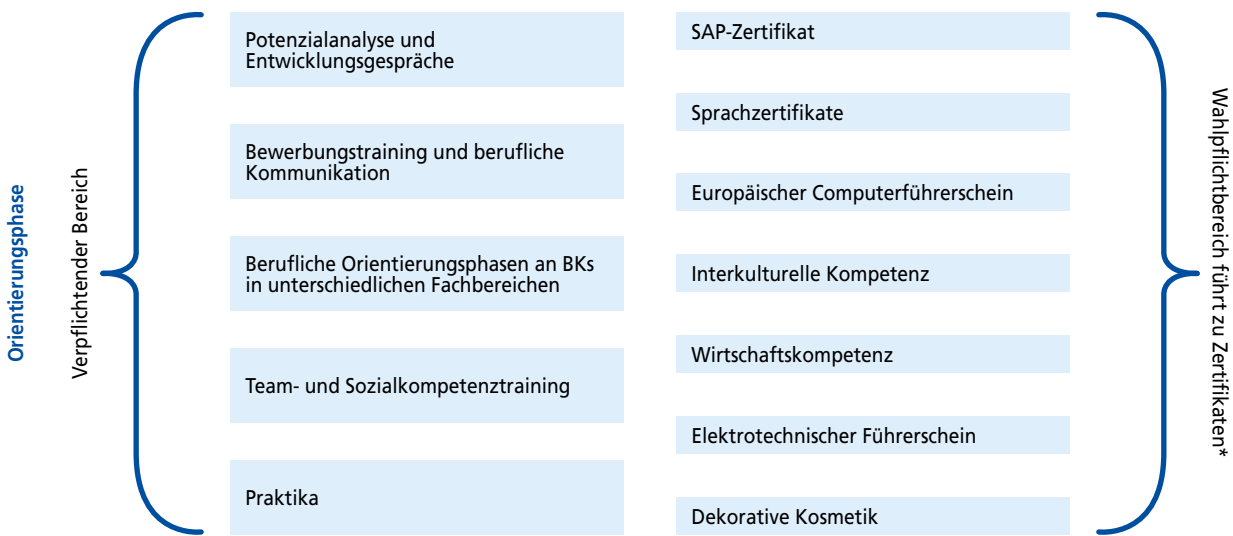 Orientierungsphase
Verpflichtender Bereich
Potenzialanalyse und
Entwicklungsgespräche
Bewerbungstraining und berufliche
Kommunikation
Berufliche Orientierungsphasen an BKs
in unterschiedlichen Fachbereichen
Team- und Sozialkompetenztraining
Praktika
SAP-Zertifikat
Sprachzertifikate
Europäischer Computerführerschein
Interkulturelle Kompetenz
Wirtschaftskompetenz
Elektrotechnischer Führerschein
Dekorative Kosmetik
Wahlpflichtbereich führt zu Zertifikaten*